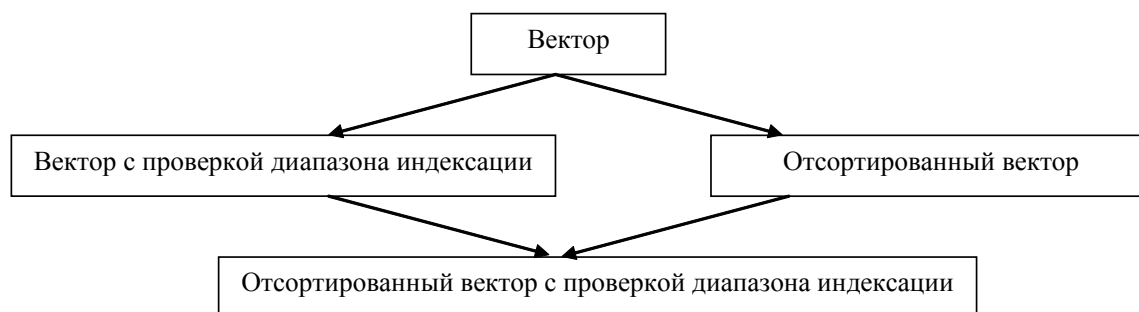 Вектор
Вектор с проверкой диапазона индексации
Отсортированный вектор
Отсортированный вектор с проверкой диапазона индексации